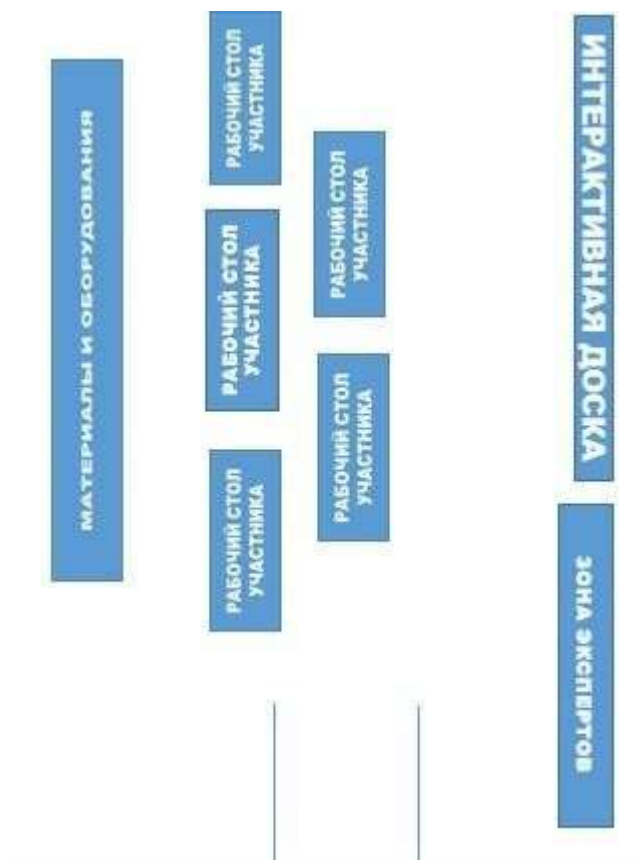 МАТЕРИАЛЫ И ОБОРУДОВАНИЯ
РАБОЧИЙ СТОЛ
УЧАСТНИКА
РАБОЧИЙ СТОЛ
УЧАСТНИКА
РАБОЧИЙ СТОЛ
УЧАСТНИКА
РАБОЧИЙ СТОЛ
УЧАСТНИКА
РАБОЧИЙ СТОЛ
УЧАСТНИКА
ИНТЕРАКТИВНАЯ ДОСКА
ЗОНА ЭКСПЕРТОВ